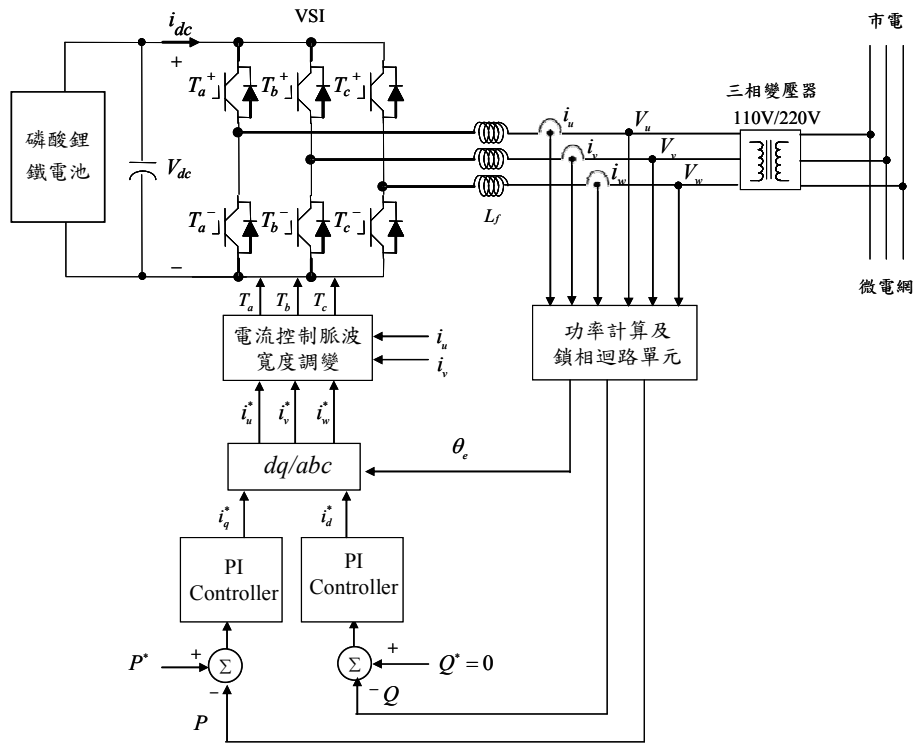 VSI
市電
i_dc
+
T_a^+
T_b^+
T_c^+
三相變壓器
110V/220V
磷酸鋰
鐵電池
V_dc
i_u
V_u
i_v
V_v
i_w
V_w
L_f
T_a^-
T_b^-
T_c^-
−
微電網
T_a
T_b
T_c
電流控制脈波
寬度調變
i_u
i_v
功率計算及
鎖相迴路單元
i_u^*
i_v^*
i_w^*
dq/abc
θ_e
i_q^*
i_d^*
PI
Controller
PI
Controller
P^*
+
Σ
−
P
Σ
+
Q^* = 0
− Q